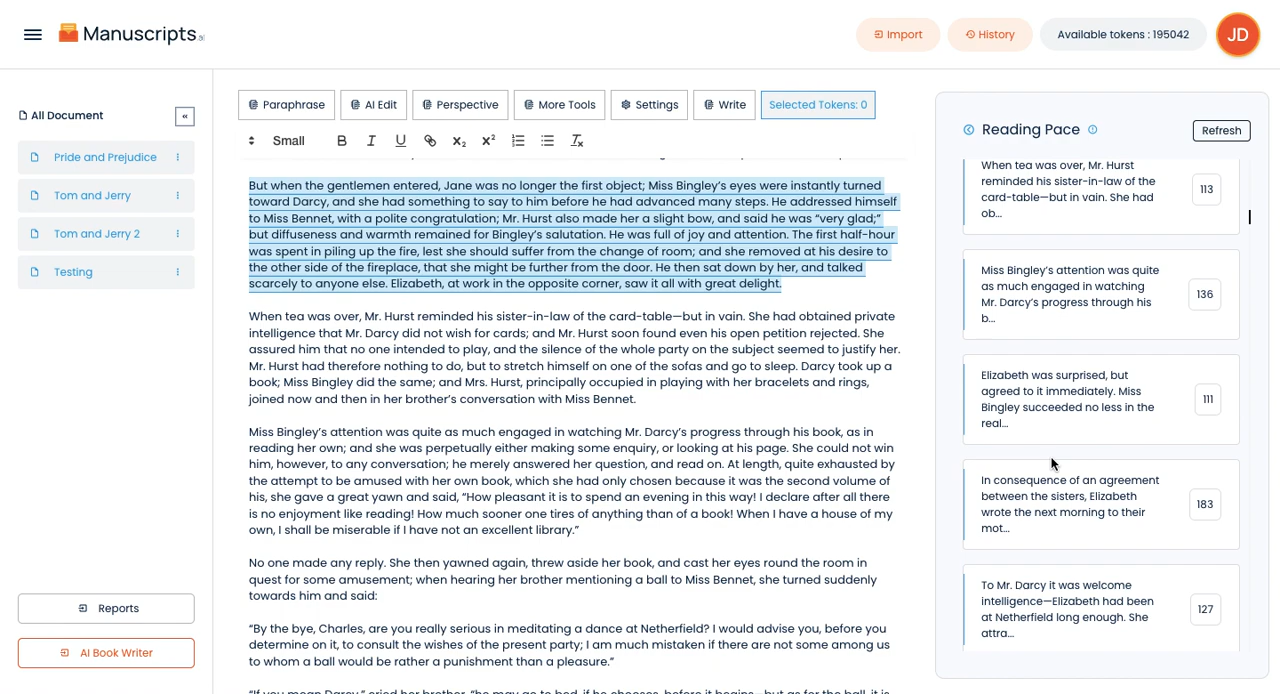 Manuscripts.ai
Import
History
Available tokens : 195042
JD
All Document
«
Pride and Prejudice
Tom and Jerry
Tom and Jerry 2
Testing
Reports
AI Book Writer
Paraphrase
AI Edit
Perspective
More Tools
Settings
Write
Selected Tokens: 0
Small
B I U X₂ X²
But when the gentlemen entered, Jane was no longer the first object; Miss Bingley’s eyes were instantly turned
toward Darcy, and she had something to say to him before he had advanced many steps. He addressed himself
to Miss Bennet, with a polite congratulation; Mr. Hurst also made her a slight bow, and said he was “very glad;”
but diffuseness and warmth remained for Bingley’s salutation. He was full of joy and attention. The first half-hour
was spent in piling up the fire, lest she should suffer from the change of room; and she removed at his desire to
the other side of the fireplace, that she might be further from the door. He then sat down by her, and talked
scarcely to anyone else. Elizabeth, at work in the opposite corner, saw it all with great delight.
When tea was over, Mr. Hurst reminded his sister-in-law of the card-table—but in vain. She had obtained private
intelligence that Mr. Darcy did not wish for cards; and Mr. Hurst soon found even his open petition rejected. She
assured him that no one intended to play, and the silence of the whole party on the subject seemed to justify her.
Mr. Hurst had therefore nothing to do, but to stretch himself on one of the sofas and go to sleep. Darcy took up a
book; Miss Bingley did the same; and Mrs. Hurst, principally occupied in playing with her bracelets and rings,
joined now and then in her brother’s conversation with Miss Bennet.
Miss Bingley’s attention was quite as much engaged in watching Mr. Darcy’s progress through his book, as in
reading her own; and she was perpetually either making some enquiry, or looking at his page. She could not win
him, however, to any conversation; he merely answered her question, and read on. At length, quite exhausted by
the attempt to be amused with her own book, which she had only chosen because it was the second volume of
his, she gave a great yawn and said, “How pleasant it is to spend an evening in this way! I declare after all there
is no enjoyment like reading! How much sooner one tires of anything than of a book! When I have a house of my
own, I shall be miserable if I have not an excellent library.”
No one made any reply. She then yawned again, threw aside her book, and cast her eyes round the room in
quest for some amusement; when hearing her brother mentioning a ball to Miss Bennet, she turned suddenly
towards him and said:
“By the bye, Charles, are you really serious in meditating a dance at Netherfield? I would advise you, before you
determine on it, to consult the wishes of the present party; I am much mistaken if there are not some among us
to whom a ball would be rather a punishment than a pleasure.”
Reading Pace
Refresh
When tea was over, Mr. Hurst
reminded his sister-in-law of the
card-table—but in vain. She had
ob...
113
Miss Bingley’s attention was quite
as much engaged in watching
Mr. Darcy’s progress through his
b...
136
Elizabeth was surprised, but
agreed to it immediately. Miss
Bingley succeeded no less in the
real...
111
In consequence of an agreement
between the sisters, Elizabeth
wrote the next morning to their
mot...
183
To Mr. Darcy it was welcome
intelligence—Elizabeth had been
at Netherfield long enough. She
attra...
127